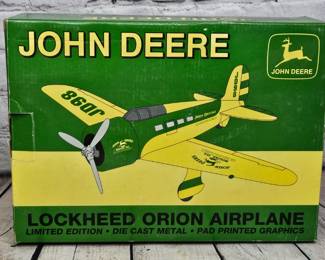 JOHN DEERE
JOHN DEERE
JD98
LOCKHEED ORION AIRPLANE
LIMITED EDITION • DIE CAST METAL • PAD PRINTED GRAPHICS